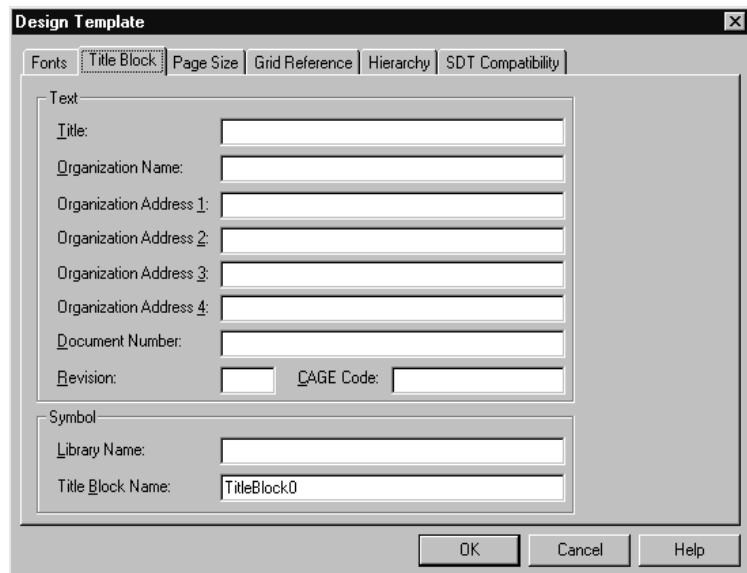 Design Template
Fonts Title Block Page Size Grid Reference Hierarchy SDT Compatibility
Text
Title:
Organization Name:
Organization Address 1:
Organization Address 2:
Organization Address 3:
Organization Address 4:
Document Number:
Revision: CAGE Code:
Symbol
Library Name:
Title Block Name: TitleBlock0
OK Cancel Help